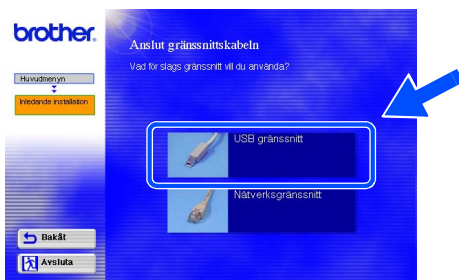 brother.
Anslut gränssnittskabeln
Vad för slags gränssnitt vill du använda?
Huvudmenyn
Inledande installation
USB gränssnitt
Nätverksgränssnitt
Bakåt
Avsluta